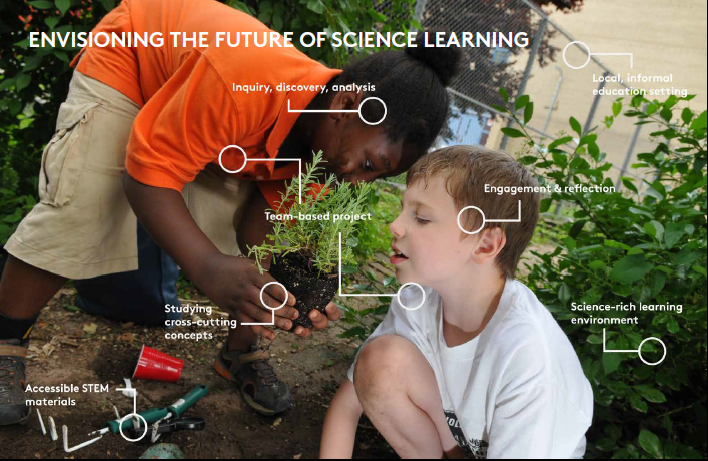 ENVISIONING THE FUTURE OF SCIENCE LEARNING
Inquiry, discovery, analysis
Local, informal
education setting
Engagement & reflection
Team-based project
Studying
cross-cutting
concepts
Science-rich learning
environment
Accessible STEM
materials